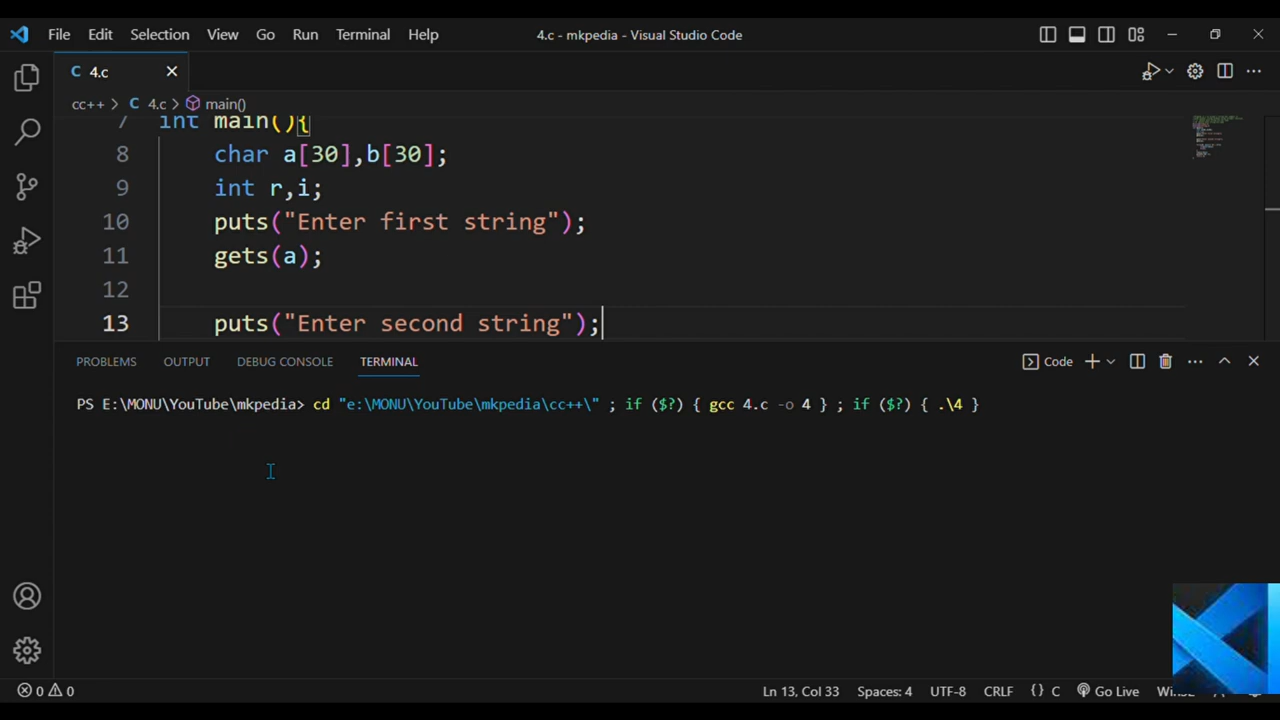 File Edit Selection View Go Run Terminal Help 4.c - mkpedia - Visual Studio Code
C 4.c
cc++ > C 4.c > main()
7 int main(){
8 char a[30],b[30];
9 int r,i;
10 puts("Enter first string");
11 gets(a);
12
13 puts("Enter second string");
PROBLEMS OUTPUT DEBUG CONSOLE TERMINAL Code
PS E:\MONU\YouTube\mkpedia> cd "e:\MONU\YouTube\mkpedia\cc++\" ; if ($?) { gcc 4.c -o 4 } ; if ($?) { .\4 }
0 0 Ln 13, Col 33 Spaces: 4 UTF-8 CRLF {} C Go Live